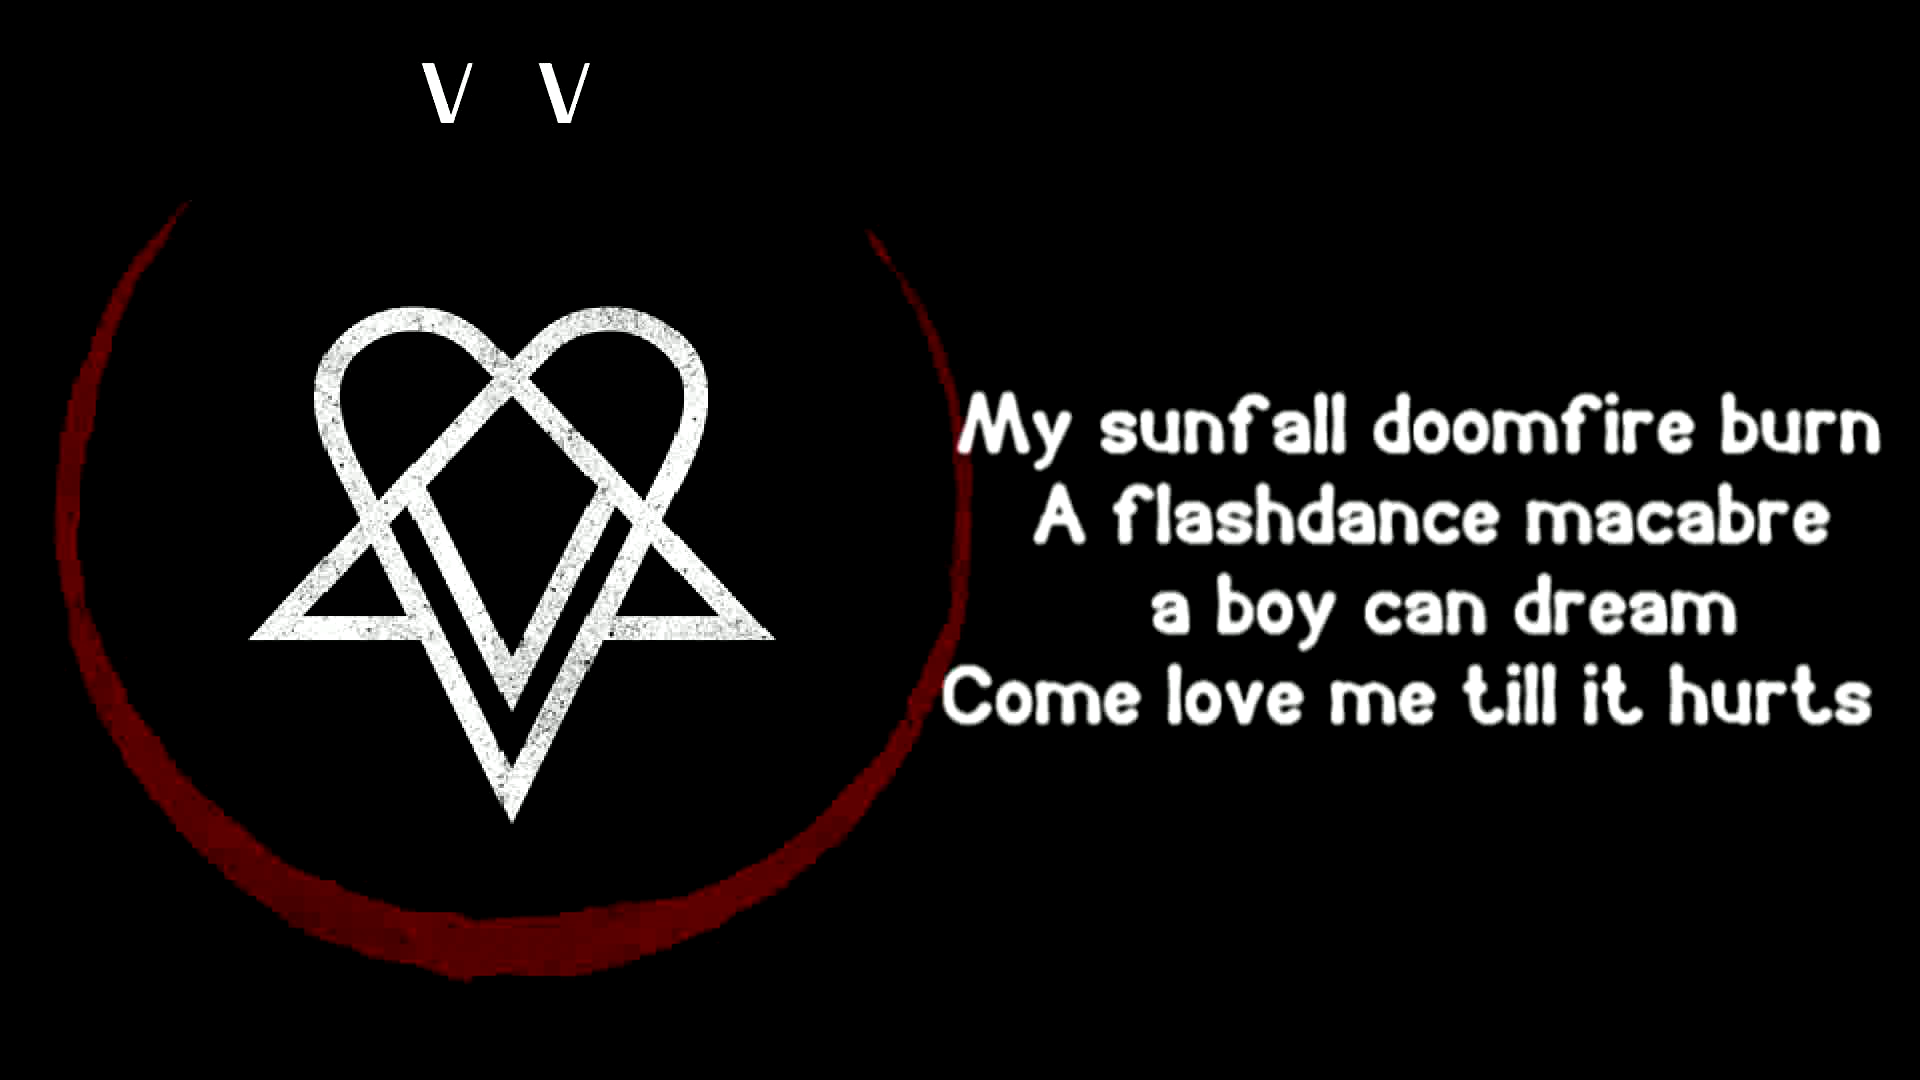 V V
My sunfall doomfire burn
A flashdance macabre
a boy can dream
Come love me till it hurts